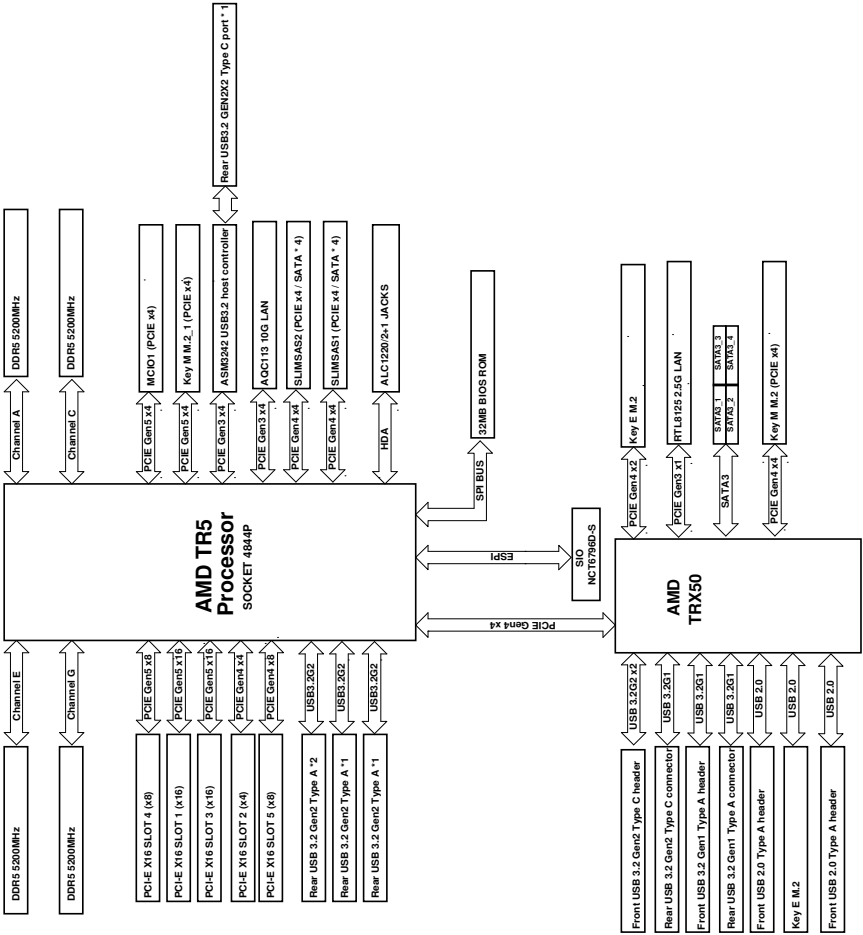 Rear USB3.2 GEN2X2 Type C port * 1
DDR5 5200MHz
DDR5 5200MHz
MCIO1 (PCIE x4)
Key M M.2_1 (PCIE x4)
ASM3242 USB3.2 host controller
AQC113 10G LAN
SLIMSAS2 (PCIE x4 / SATA * 4)
SLIMSAS1 (PCIE x4 / SATA * 4)
ALC1220/2+1 JACKS
32MB BIOS ROM
Channel A
Channel C
PCIE Gen5 x4
PCIE Gen5 x4
PCIE Gen3 x4
PCIE Gen3 x4
PCIE Gen4 x4
PCIE Gen4 x4
HDA
SPI BUS
AMD TR5
Processor
SOCKET 4844P
ESPI
SIO
NCT6796D-S
PCIE Gen4 x4
Channel E
Channel G
PCIE Gen5 x8
PCIE Gen5 x16
PCIE Gen5 x16
PCIE Gen4 x4
PCIE Gen4 x8
USB3.2G2
USB3.2G2
USB3.2G2
DDR5 5200MHz
DDR5 5200MHz
PCI-E X16 SLOT 4 (x8)
PCI-E X16 SLOT 1 (x16)
PCI-E X16 SLOT 3 (x16)
PCI-E X16 SLOT 2 (x4)
PCI-E X16 SLOT 5 (x8)
Rear USB 3.2 Gen2 Type A *2
Rear USB 3.2 Gen2 Type A *1
Rear USB 3.2 Gen2 Type A *1
Key E M.2
RTL8125 2.5G LAN
SATA3_1
SATA3_3
SATA3_2
SATA3_4
Key M M.2 (PCIE x4)
PCIE Gen4 x2
PCIE Gen3 x1
SATA3
PCIE Gen4 x4
AMD
TRX50
USB 3.2G2 x2
USB 3.2G1
USB 3.2G1
USB 3.2G1
USB 2.0
USB 2.0
USB 2.0
Front USB 3.2 Gen2 Type C header
Rear USB 3.2 Gen2 Type C connector
Front USB 3.2 Gen1 Type A header
Rear USB 3.2 Gen1 Type A connector
Front USB 2.0 Type A header
Key E M.2
Front USB 2.0 Type A header